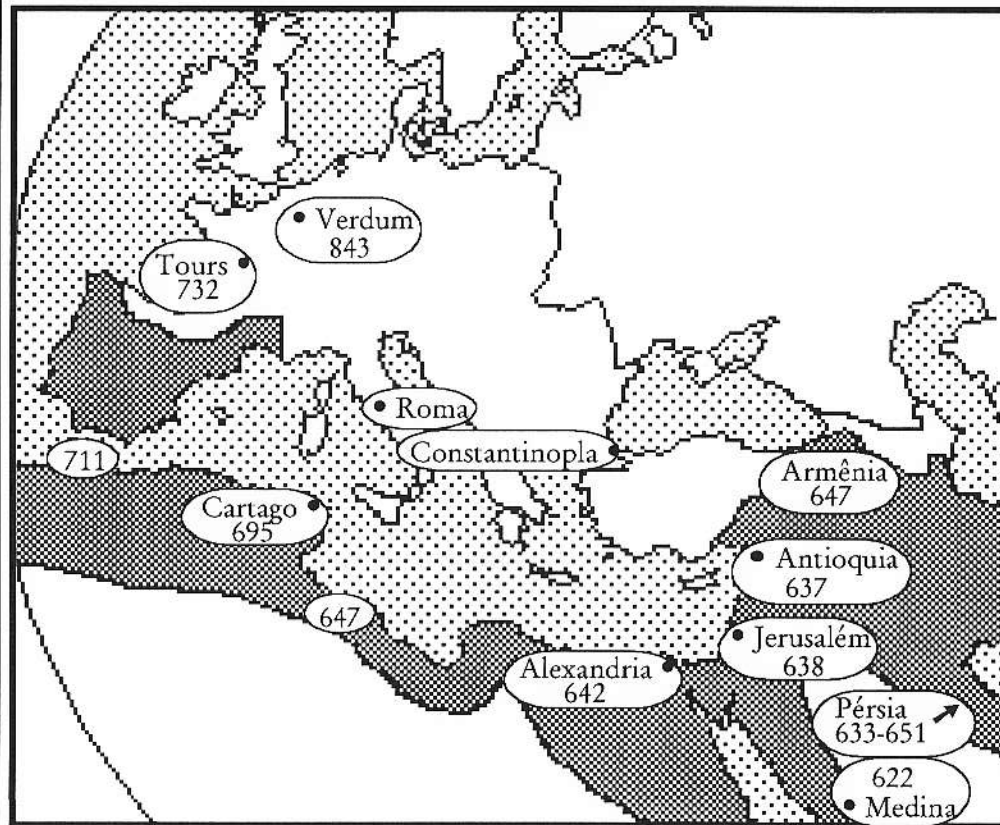 Verdum
843
Tours
732
Roma
Constantinopla
711
Armênia
647
Cartago
695
Antioquia
637
647
Jerusalém
638
Alexandria
642
Pérsia
633-651
622
Medina